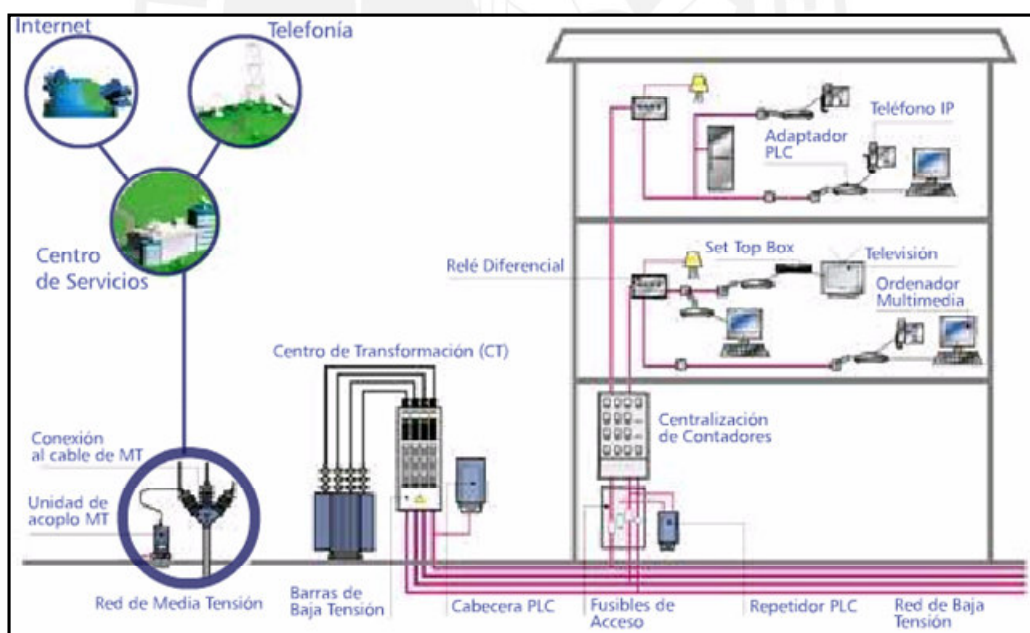 Internet
Telefonía
Centro
de Servicios
Conexión
al cable de MT
Unidad de
acoplo MT
Red de Media Tensión
Centro de Transformación (CT)
Barras de
Baja Tensión
Cabecera PLC
Relé Diferencial
Adaptador
PLC
Teléfono IP
Set Top Box
Televisión
Ordenador
Multimedia
Centralización
de Contadores
Fusibles de
Acceso
Repetidor PLC
Red de Baja
Tensión